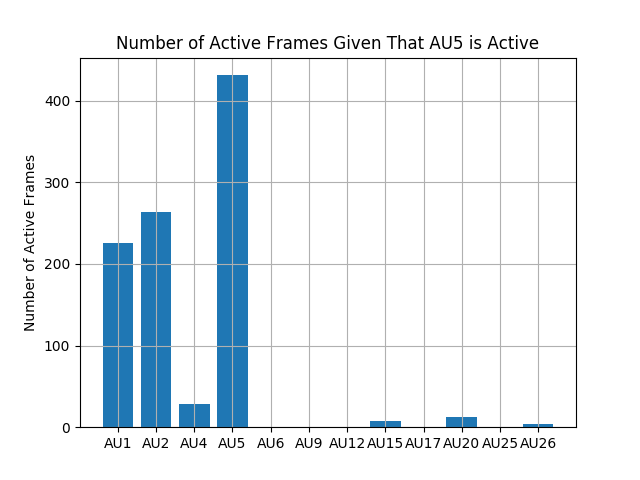 Number of Active Frames Given That AU5 is Active
Number of Active Frames
400
300
200
100
0
AU1 AU2 AU4 AU5 AU6 AU9 AU12 AU15 AU17 AU20 AU25 AU26